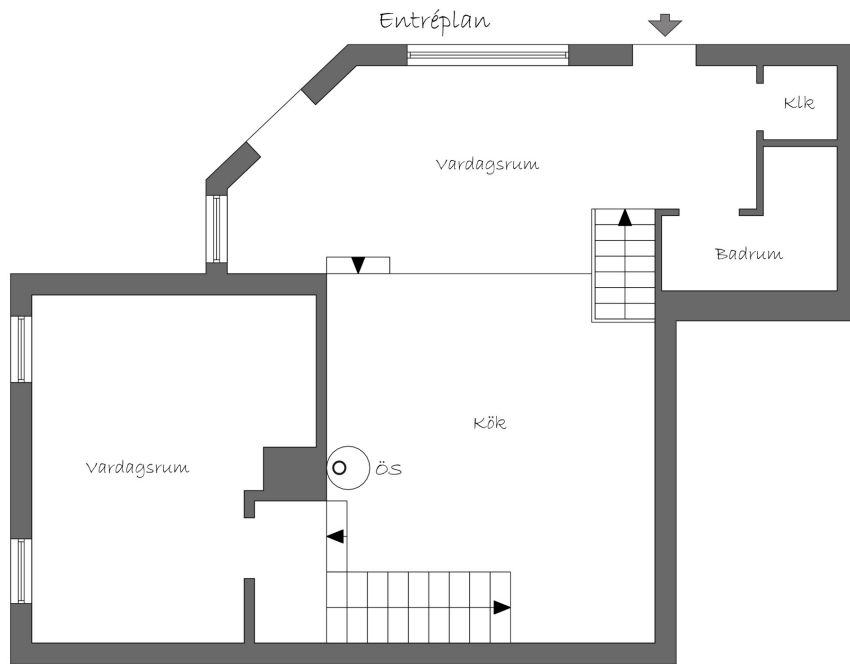 Entréplan
Klk
Vardagsrum
Badrum
Kök
Vardagsrum
ÖS